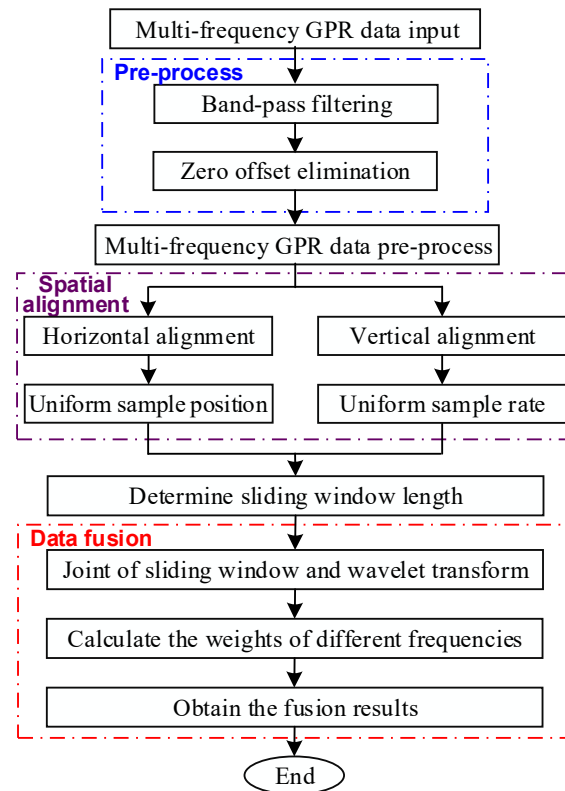 Multi-frequency GPR data input
Pre-process
Band-pass filtering
Zero offset elimination
Multi-frequency GPR data pre-process
Spatial
alignment
Horizontal alignment
Vertical alignment
Uniform sample position
Uniform sample rate
Determine sliding window length
Data fusion
Joint of sliding window and wavelet transform
Calculate the weights of different frequencies
Obtain the fusion results
End